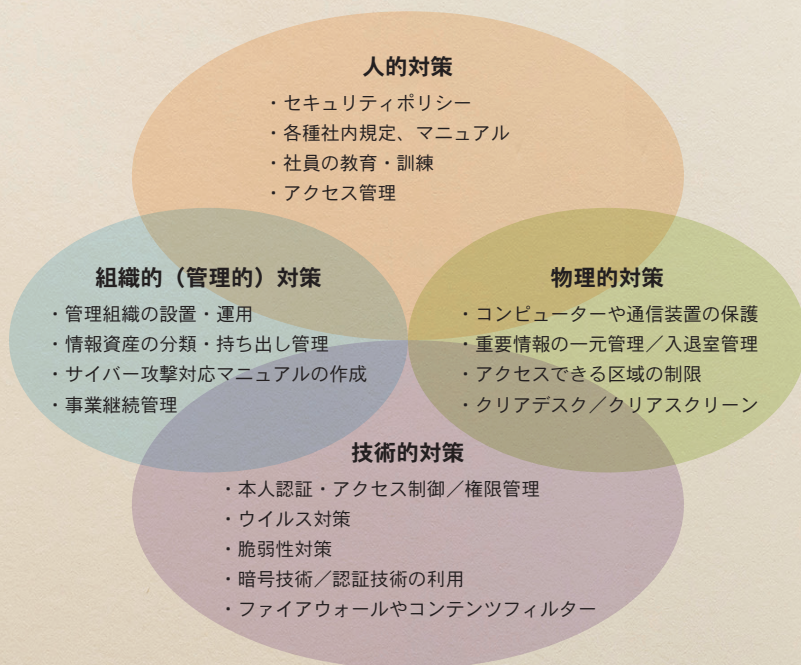 人的対策
・セキュリティポリシー
・各種社内規定、マニュアル
・社員の教育・訓練
・アクセス管理
組織的（管理的）対策
・管理組織の設置・運用
・情報資産の分類・持ち出し管理
・サイバー攻撃対応マニュアルの作成
・事業継続管理
物理的対策
・コンピューターや通信装置の保護
・重要情報の一元管理／入退室管理
・アクセスできる区域の制限
・クリアデスク／クリアスクリーン
技術的対策
・本人認証・アクセス制御／権限管理
・ウイルス対策
・脆弱性対策
・暗号技術／認証技術の利用
・ファイアウォールやコンテンツフィルター